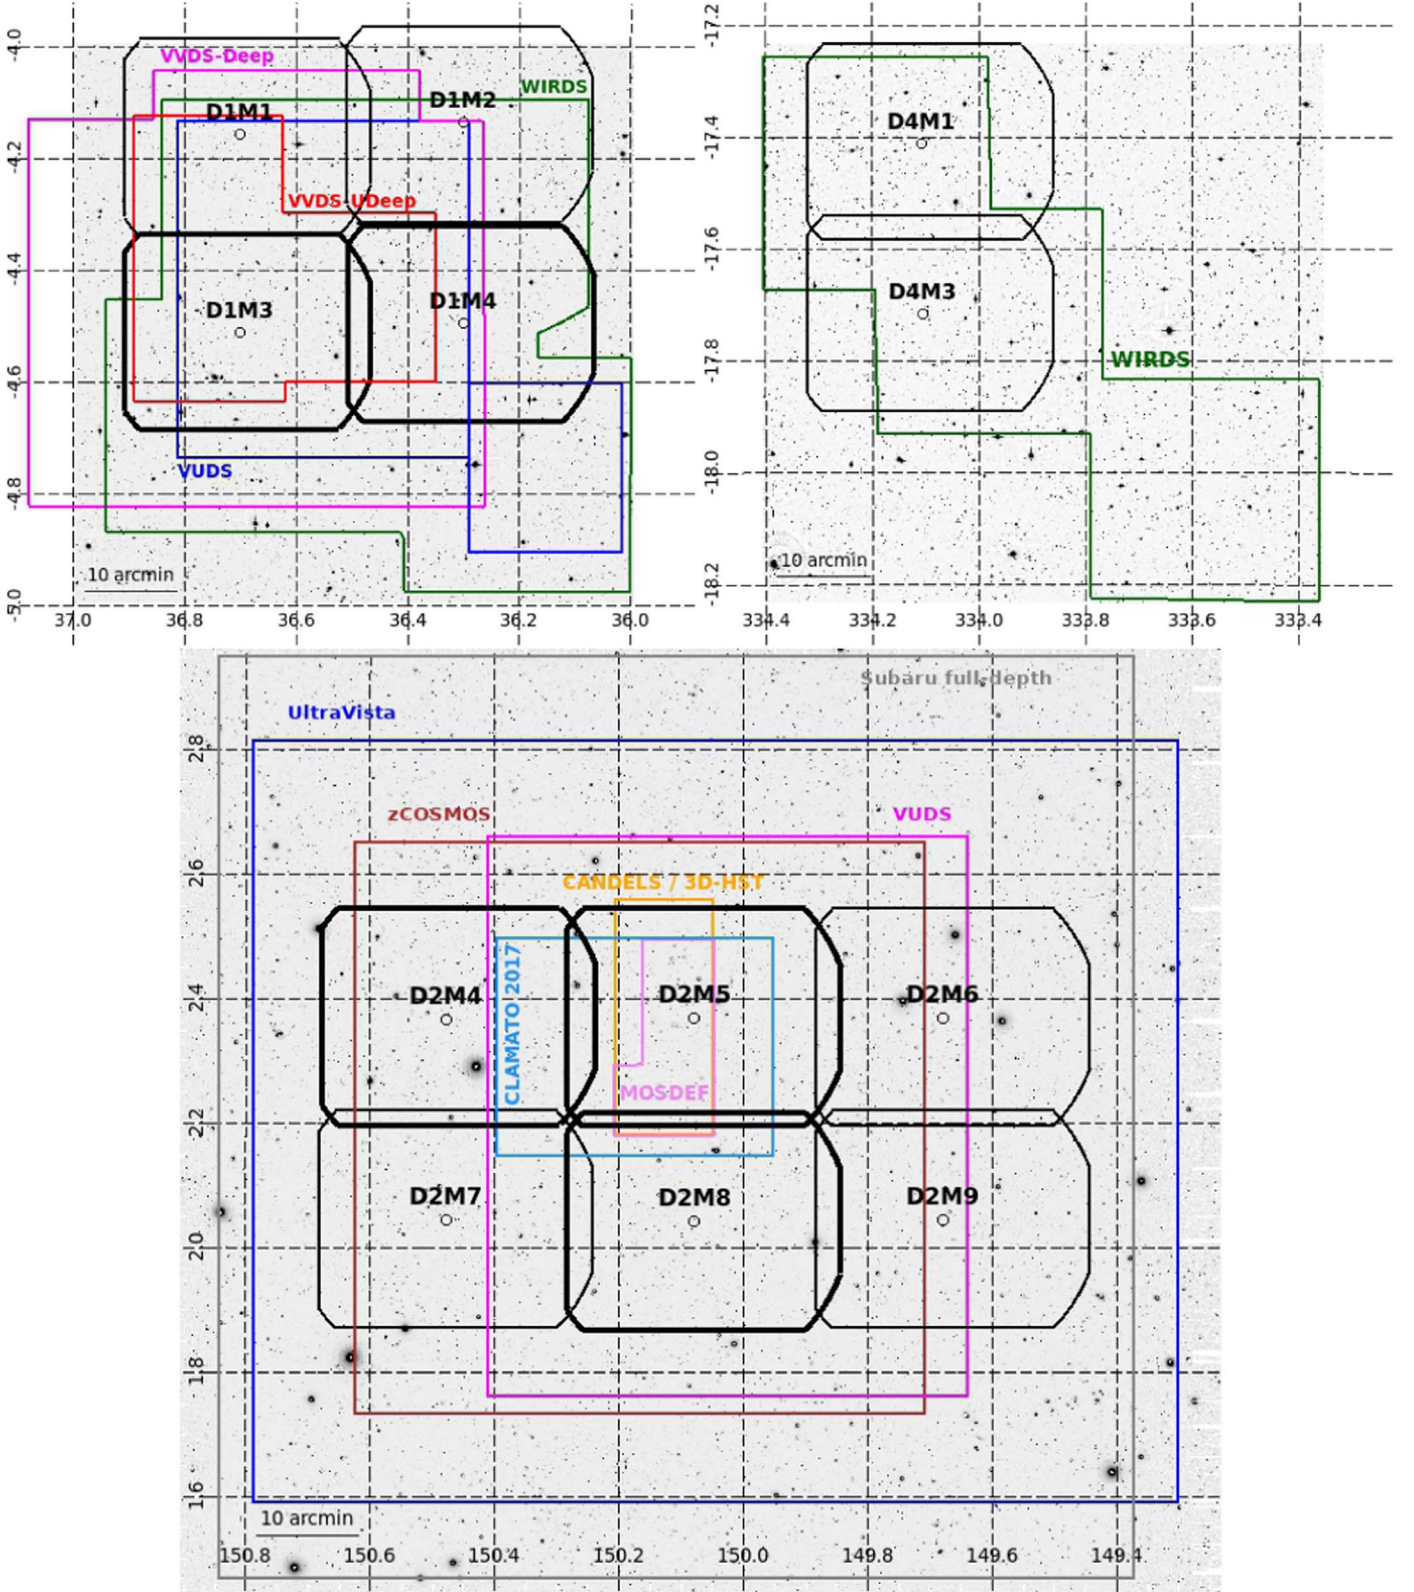 -4.0
-4.2
-4.4
-4.6
-4.8
-5.0
VVDS-Deep
WIRDS
D1M1
D1M2
VVDS-UDeep
D1M3
D1M4
VUDS
10 arcmin
37.0 36.8 36.6 36.4 36.2 36.0
-17.2
-17.4
-17.6
-17.8
-18.0
-18.2
D4M1
D4M3
WIRDS
10 arcmin
334.4 334.2 334.0 333.8 333.6 333.4
Subaru full-depth
UltraVista
2.8
zCOSMOS
VUDS
2.6
CANDELS / 3D-HST
CLAMATO 2017
D2M4
D2M5
D2M6
2.4
MOSDEF
2.2
D2M7
D2M8
D2M9
2.0
1.8
1.6
10 arcmin
150.8 150.6 150.4 150.2 150.0 149.8 149.6 149.4